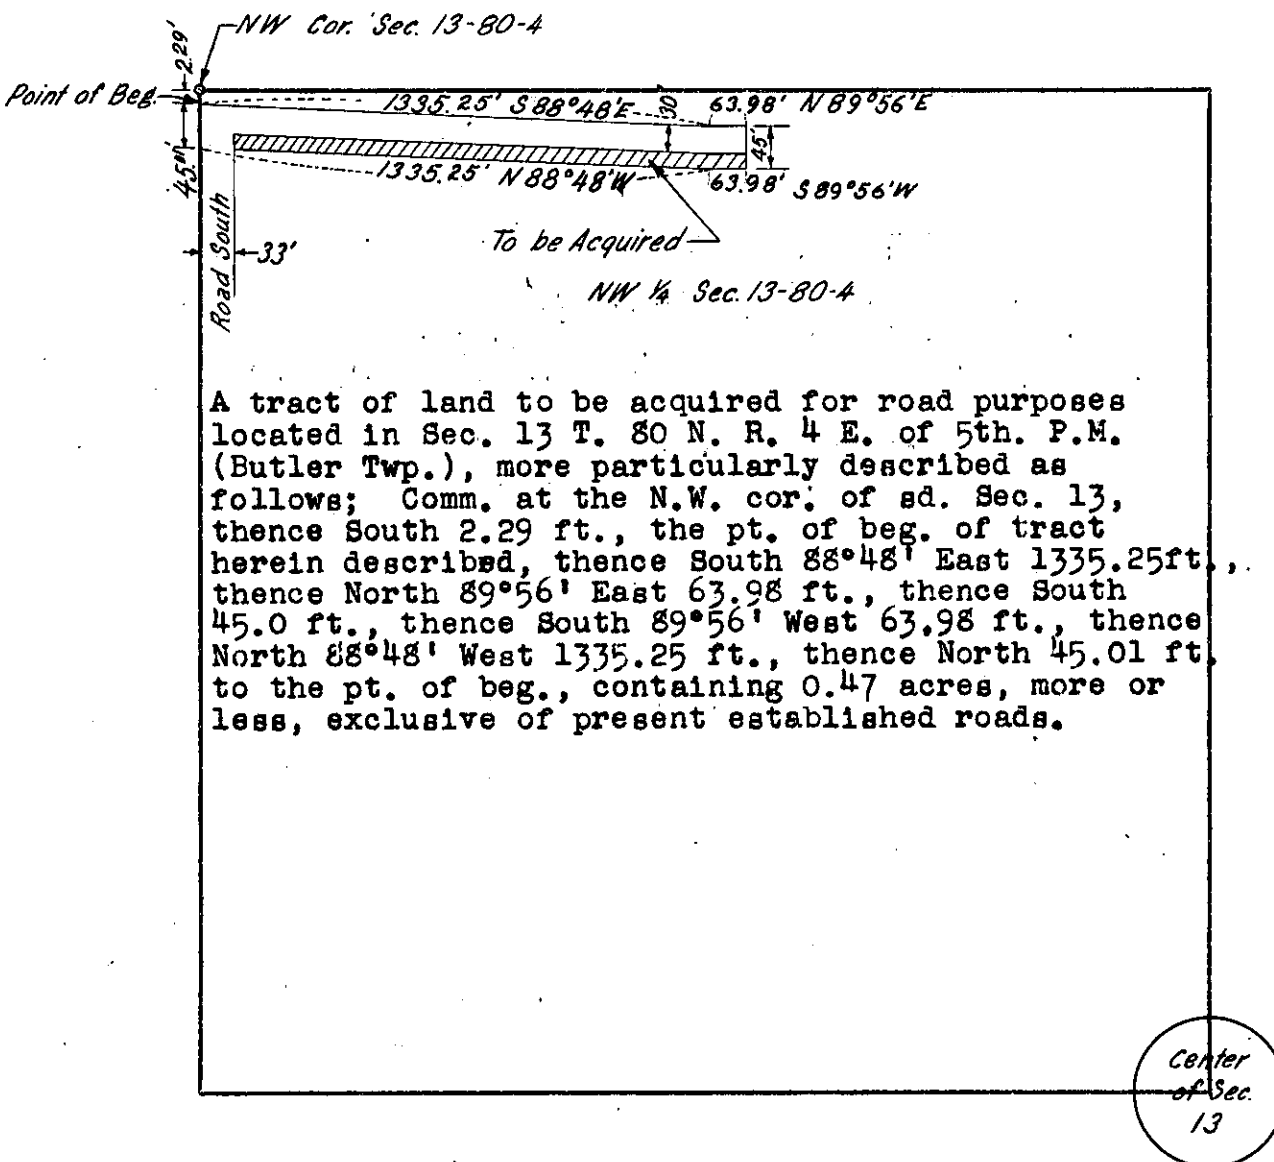 NW Cor. Sec. 13-80-4
2.29'
Point of Beg.
1335.25' S 88°48'E
30'
63.98' N 89°56'E
45'
45.01'
1335.25' N 88°48'W
63.98' S 89°56'W
To be Acquired
Road South
33'
NW ¼ Sec. 13-80-4
A tract of land to be acquired for road purposes
located in Sec. 13 T. 80 N. R. 4 E. of 5th. P.M.
(Butler Twp.), more particularly described as
follows; Comm. at the N.W. cor. of sd. Sec. 13,
thence South 2.29 ft., the pt. of beg. of tract
herein described, thence South 88°48' East 1335.25ft.,
thence North 89°56' East 63.98 ft., thence South
45.0 ft., thence South 89°56' West 63.98 ft., thence
North 88°48' West 1335.25 ft., thence North 45.01 ft.
to the pt. of beg., containing 0.47 acres, more or
less, exclusive of present established roads.
Center
of Sec.
13